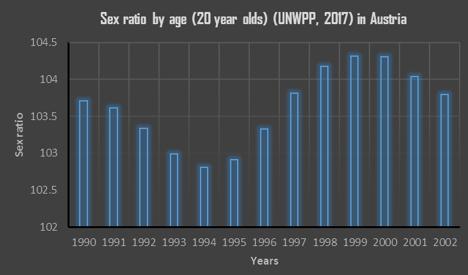 Sex ratio by age (20 year olds) (UNWPP, 2017) in Austria
104.5
104
103.5
103
102.5
102
Sex ratio
1990 1991 1992 1993 1994 1995 1996 1997 1998 1999 2000 2001 2002
Years